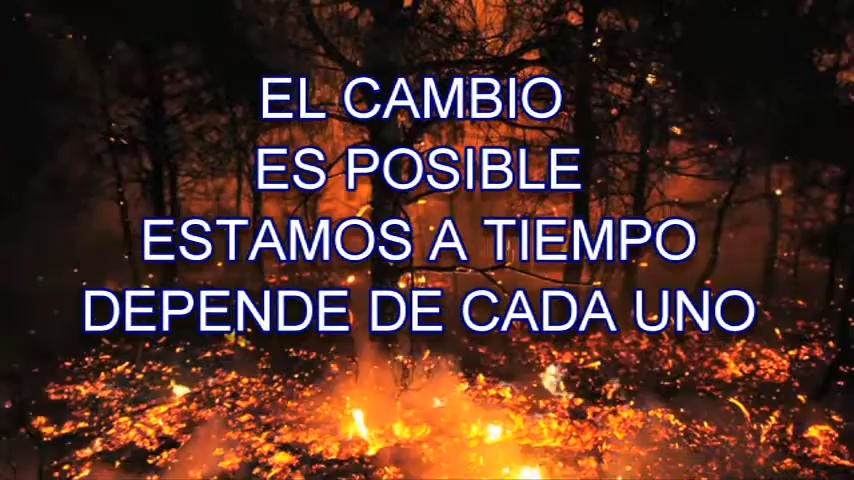 EL CAMBIO
ES POSIBLE
ESTAMOS A TIEMPO
DEPENDE DE CADA UNO